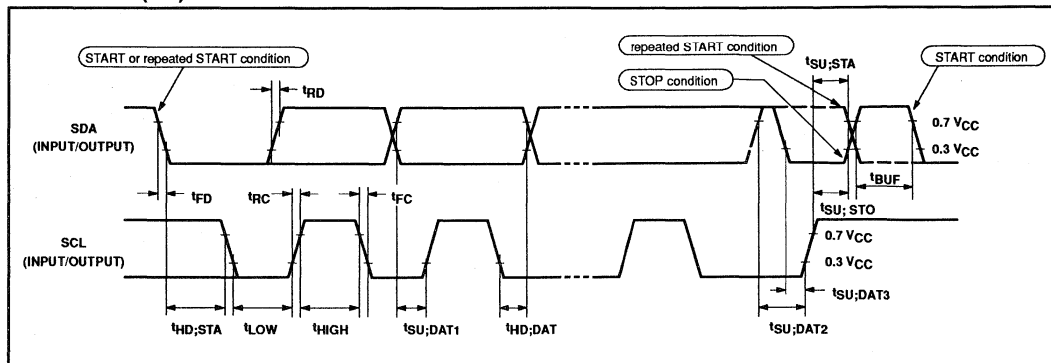 START or repeated START condition
repeated START condition
START condition
tSU;STA
STOP condition
tRD
SDA
(INPUT/OUTPUT)
0.7 VCC
0.3 VCC
tBUF
tFD
tRC
tFC
tSU; STO
SCL
(INPUT/OUTPUT)
0.7 VCC
0.3 VCC
tSU;DAT3
tHD;STA
tLOW
tHIGH
tSU;DAT1
tHD;DAT
tSU;DAT2